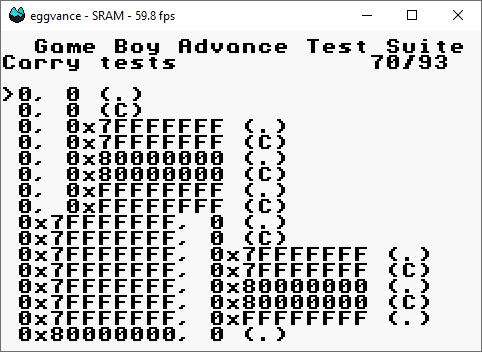 eggvance - SRAM - 59.8 fps
Game Boy Advance Test Suite
Carry tests 70/93
>0, 0 (.)
0, 0 (C)
0, 0x7FFFFFFF (.)
0, 0x7FFFFFFF (C)
0, 0x80000000 (.)
0, 0x80000000 (C)
0, 0xFFFFFFFF (.)
0, 0xFFFFFFFF (C)
0x7FFFFFFF, 0 (.)
0x7FFFFFFF, 0 (C)
0x7FFFFFFF, 0x7FFFFFFF (.)
0x7FFFFFFF, 0x7FFFFFFF (C)
0x7FFFFFFF, 0x80000000 (.)
0x7FFFFFFF, 0x80000000 (C)
0x7FFFFFFF, 0xFFFFFFFF (.)
0x80000000, 0 (.)